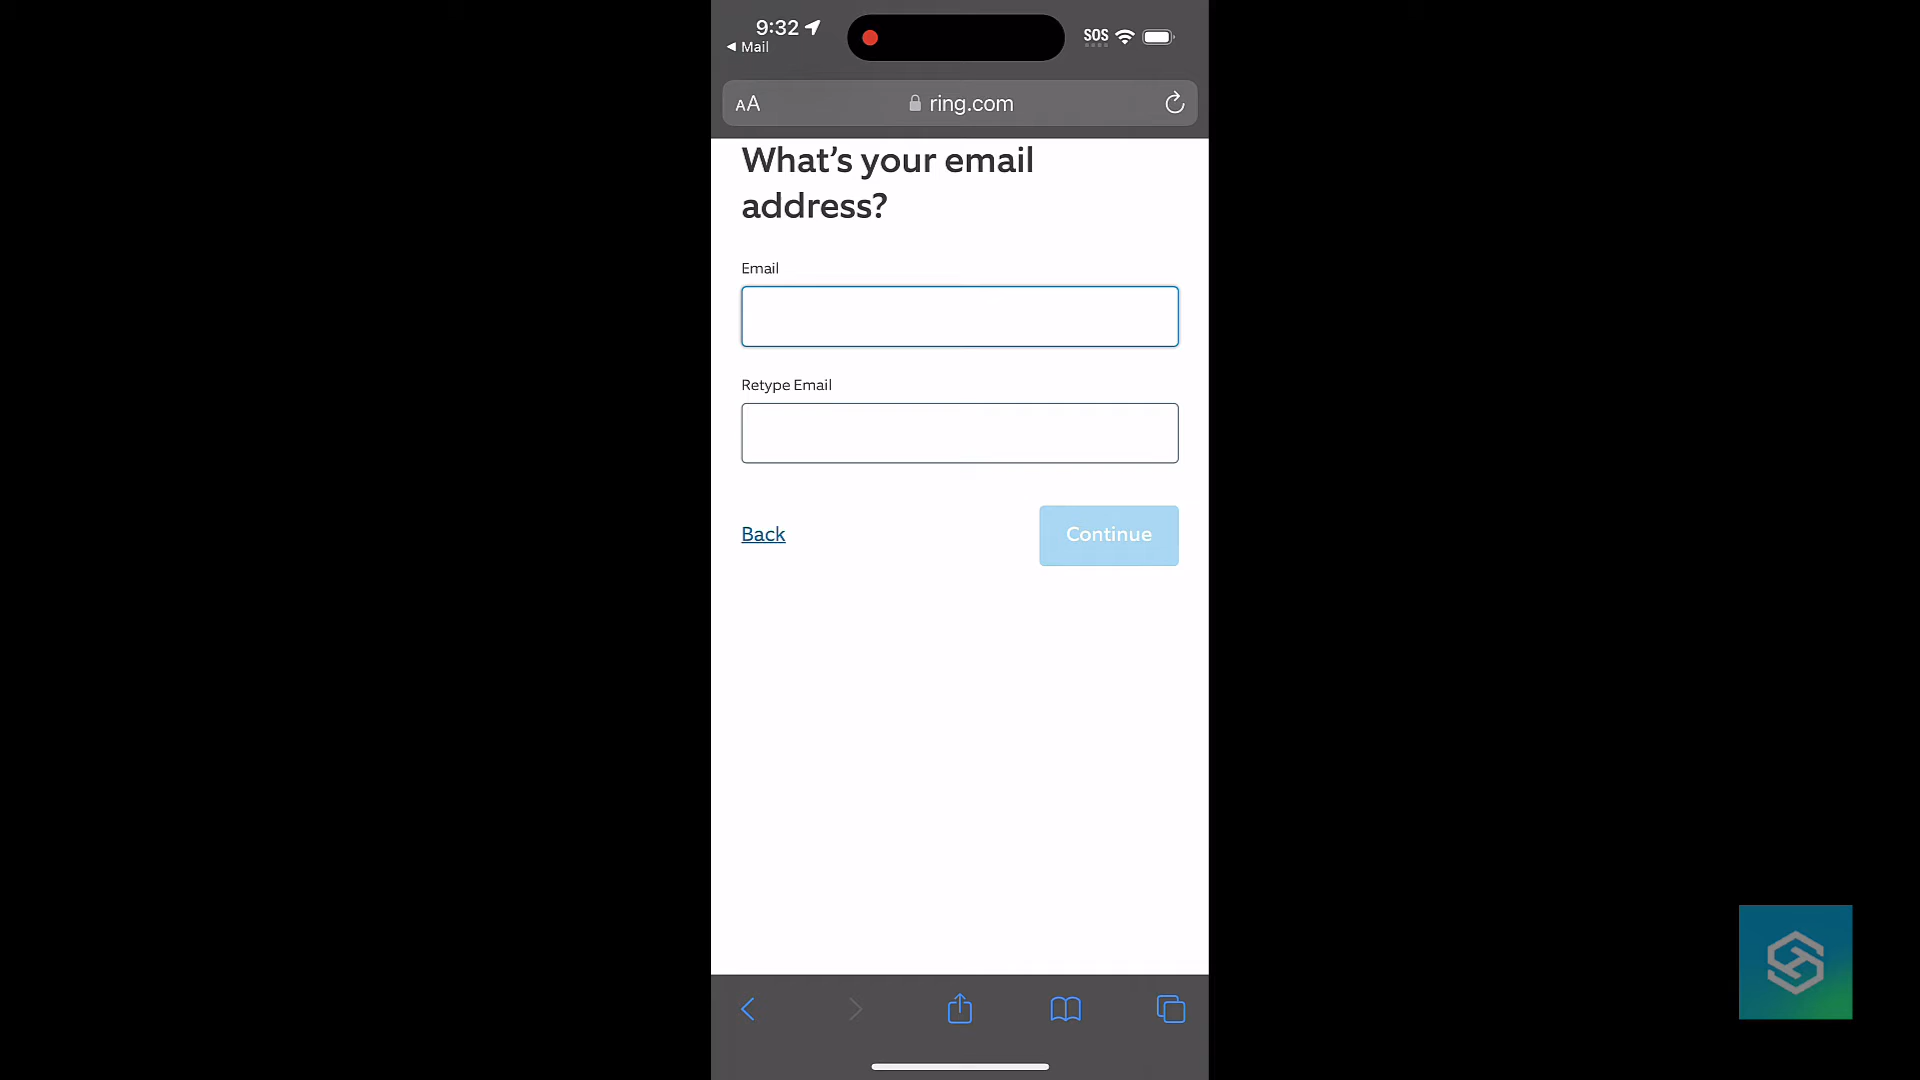 9:32
SOS
◀ Mail
AA
ring.com
What’s your email
address?
Email
Retype Email
Back
Continue